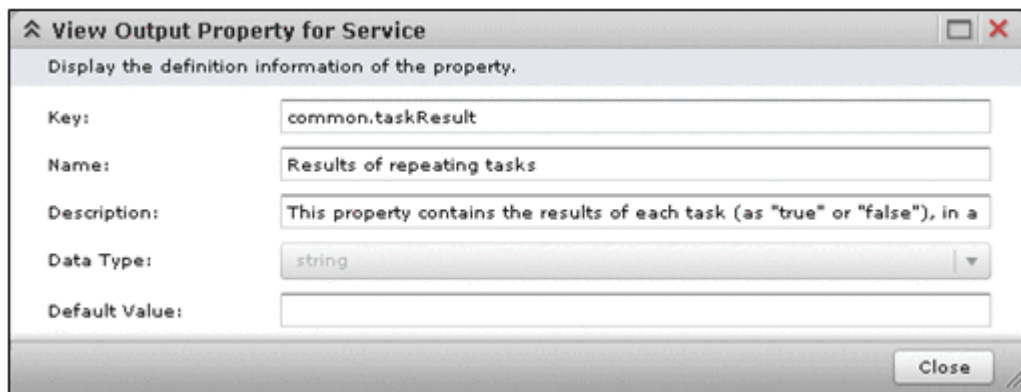 View Output Property for Service
Display the definition information of the property.
Key: common.taskResult
Name: Results of repeating tasks
Description: This property contains the results of each task (as "true" or "false"), in a
Data Type: string
Default Value:
Close